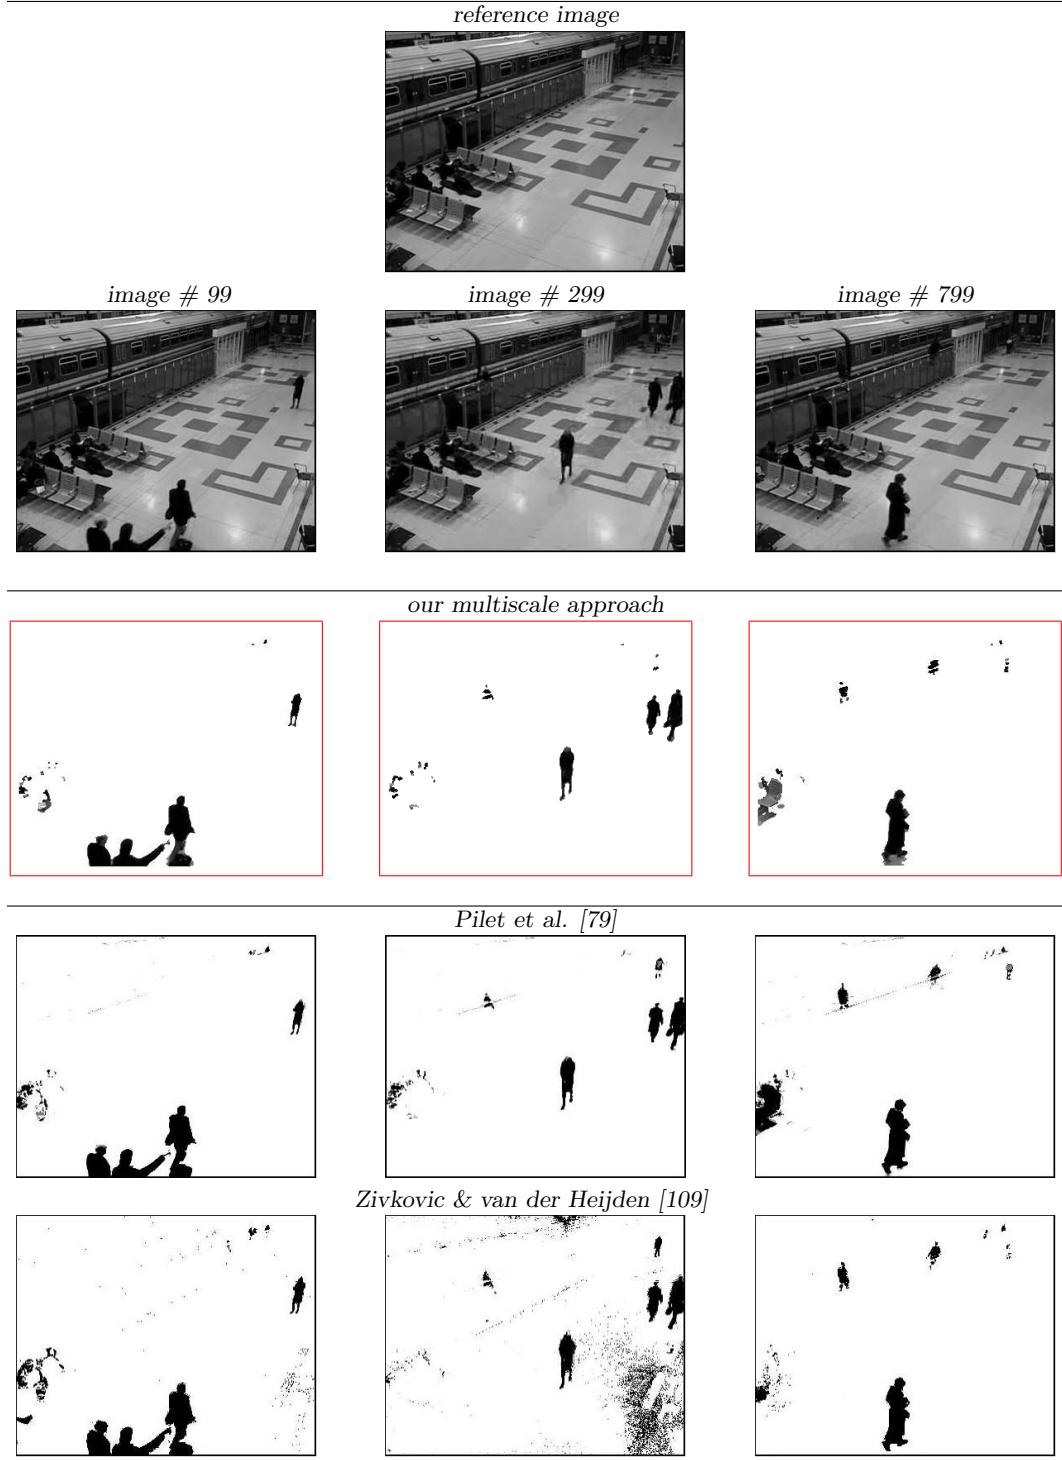 reference image
image # 99
image # 299
image # 799
our multiscale approach
Pilet et al. [79]
Zivkovic & van der Heijden [109]